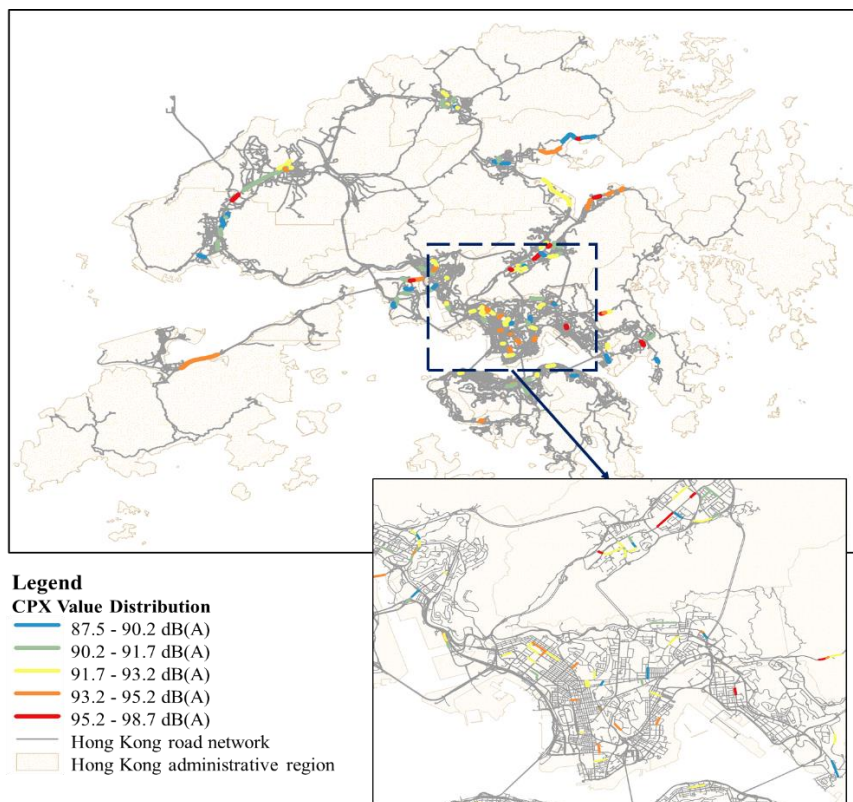 Legend
CPX Value Distribution
87.5 - 90.2 dB(A)
90.2 - 91.7 dB(A)
91.7 - 93.2 dB(A)
93.2 - 95.2 dB(A)
95.2 - 98.7 dB(A)
Hong Kong road network
Hong Kong administrative region